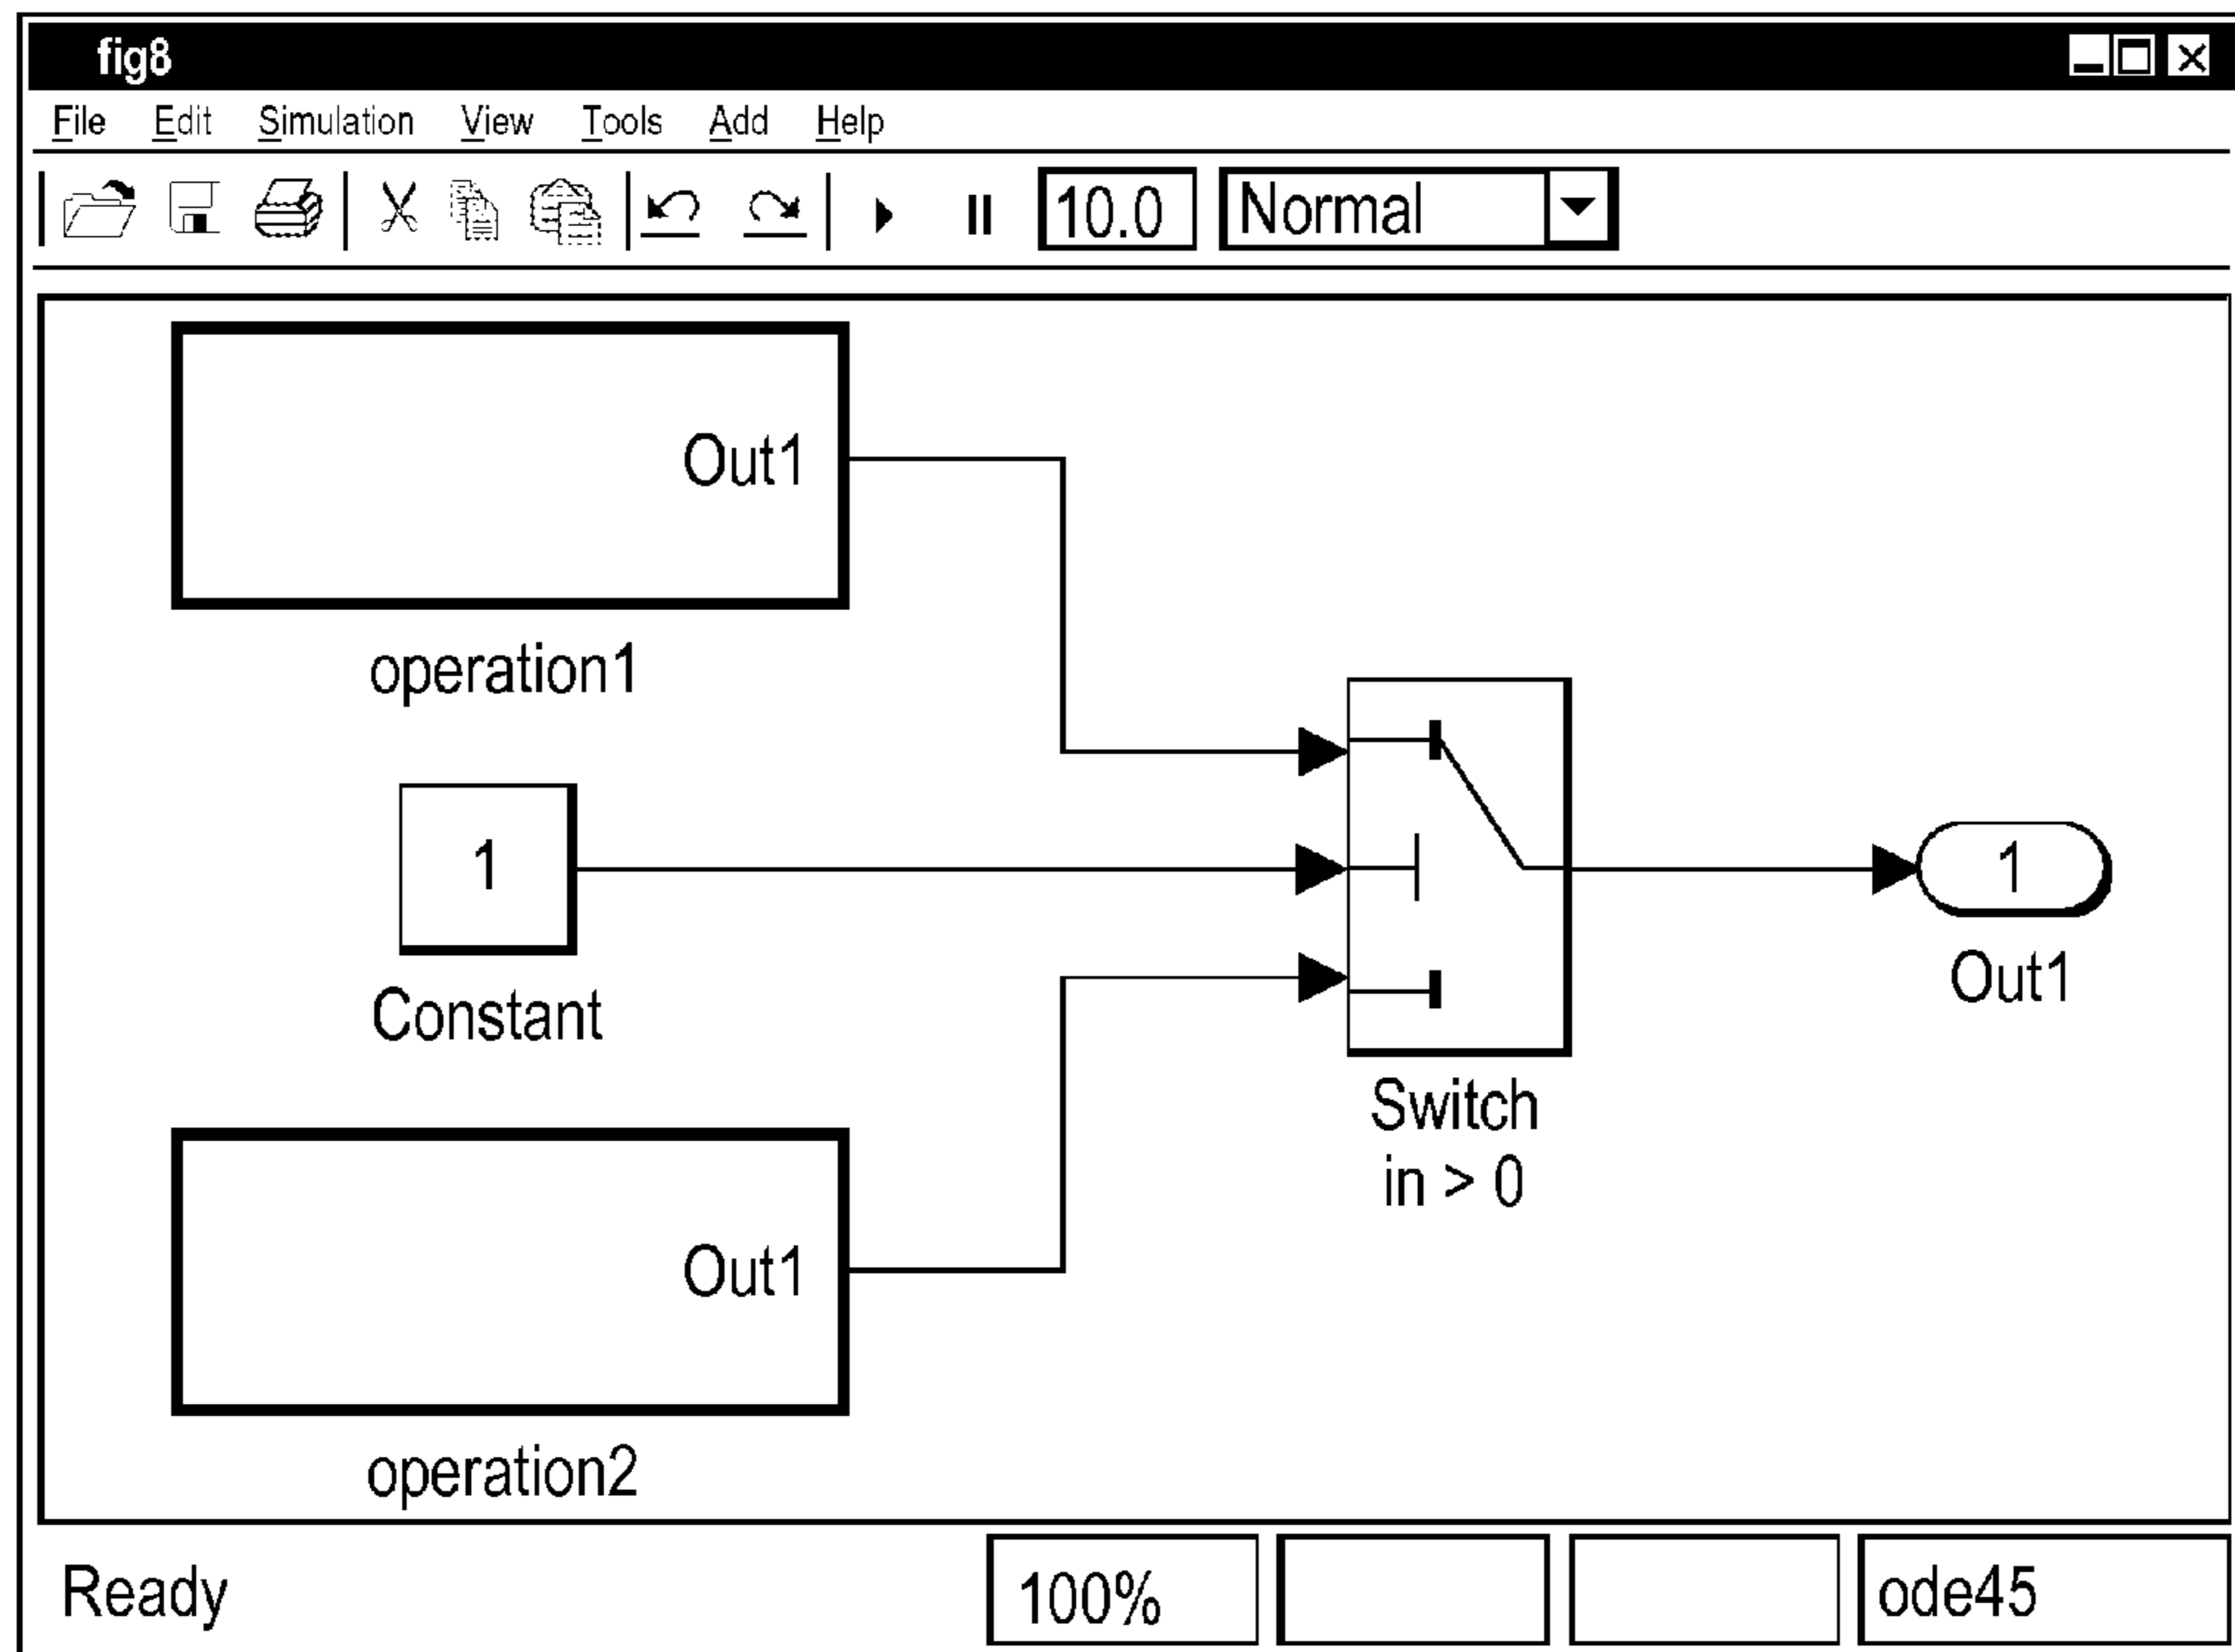 fig8
File Edit Simulation View Tools Add Help
10.0 Normal
Out1
operation1
1
Constant
Out1
operation2
Switch
in > 0
1
Out1
Ready 100% ode45